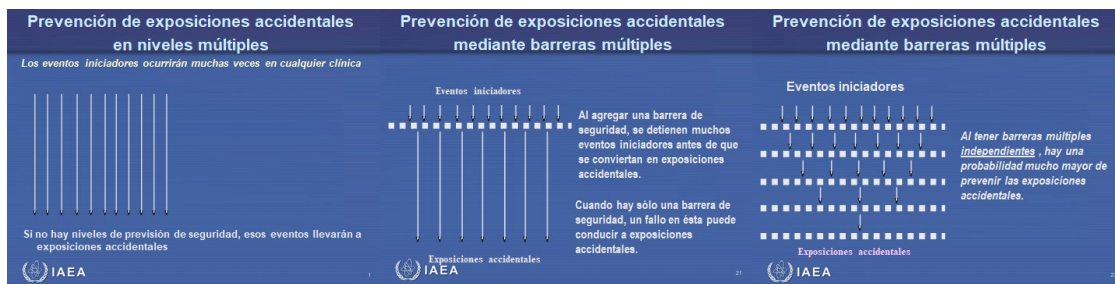 Prevención de exposiciones accidentales
en niveles múltiples
Los eventos iniciadores ocurrirán muchas veces en cualquier clínica
Si no hay niveles de previsión de seguridad, esos eventos llevarán a
exposiciones accidentales
IAEA
1
Prevención de exposiciones accidentales
mediante barreras múltiples
Eventos iniciadores
Al agregar una barrera de
seguridad, se detienen muchos
eventos iniciadores antes de que
se conviertan en exposiciones
accidentales.
Cuando hay sólo una barrera de
seguridad, un fallo en ésta puede
conducir a exposiciones
accidentales.
Exposiciones accidentales
IAEA
21
Prevención de exposiciones accidentales
mediante barreras múltiples
Eventos iniciadores
Al tener barreras múltiples
independientes , hay una
probabilidad mucho mayor de
prevenir las exposiciones
accidentales.
Exposiciones accidentales
IAEA